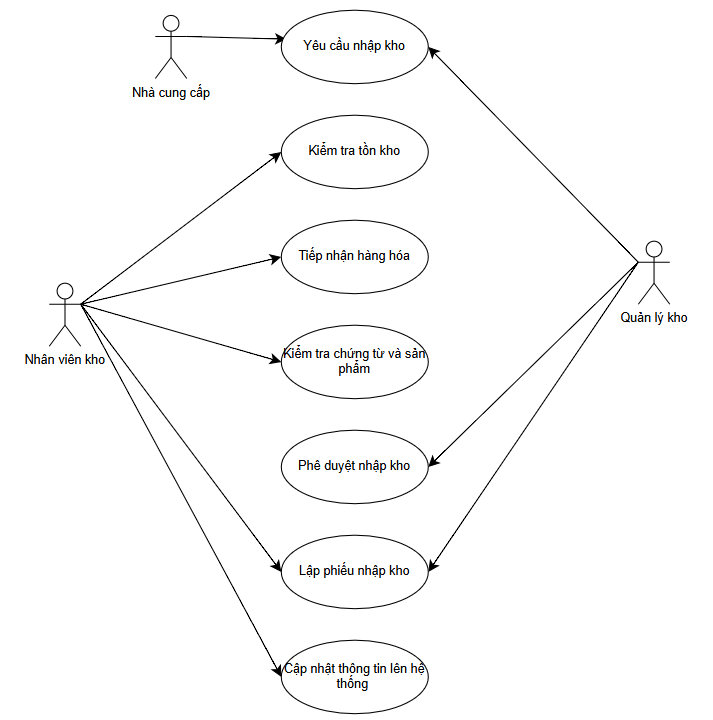 Yêu cầu nhập kho
Nhà cung cấp
Kiểm tra tồn kho
Tiếp nhận hàng hóa
Quản lý kho
Nhân viên kho
Kiểm tra chứng từ và sản
phẩm
Phê duyệt nhập kho
Lập phiếu nhập kho
Cập nhật thông tin lên hệ
thống